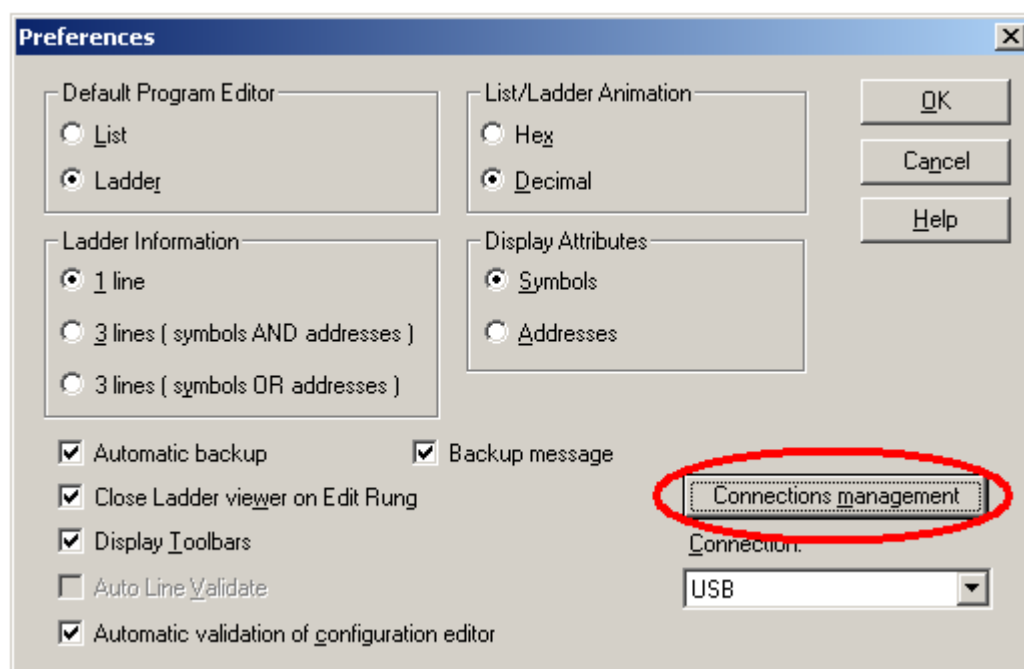 Preferences
Default Program Editor
List
Ladder
List/Ladder Animation
Hex
Decimal
OK
Cancel
Help
Ladder Information
1 line
3 lines ( symbols AND addresses )
3 lines ( symbols OR addresses )
Display Attributes
Symbols
Addresses
Automatic backup
Backup message
Close Ladder viewer on Edit Rung
Connections management
Display Toolbars
Connection:
Auto Line Validate
USB
Automatic validation of configuration editor